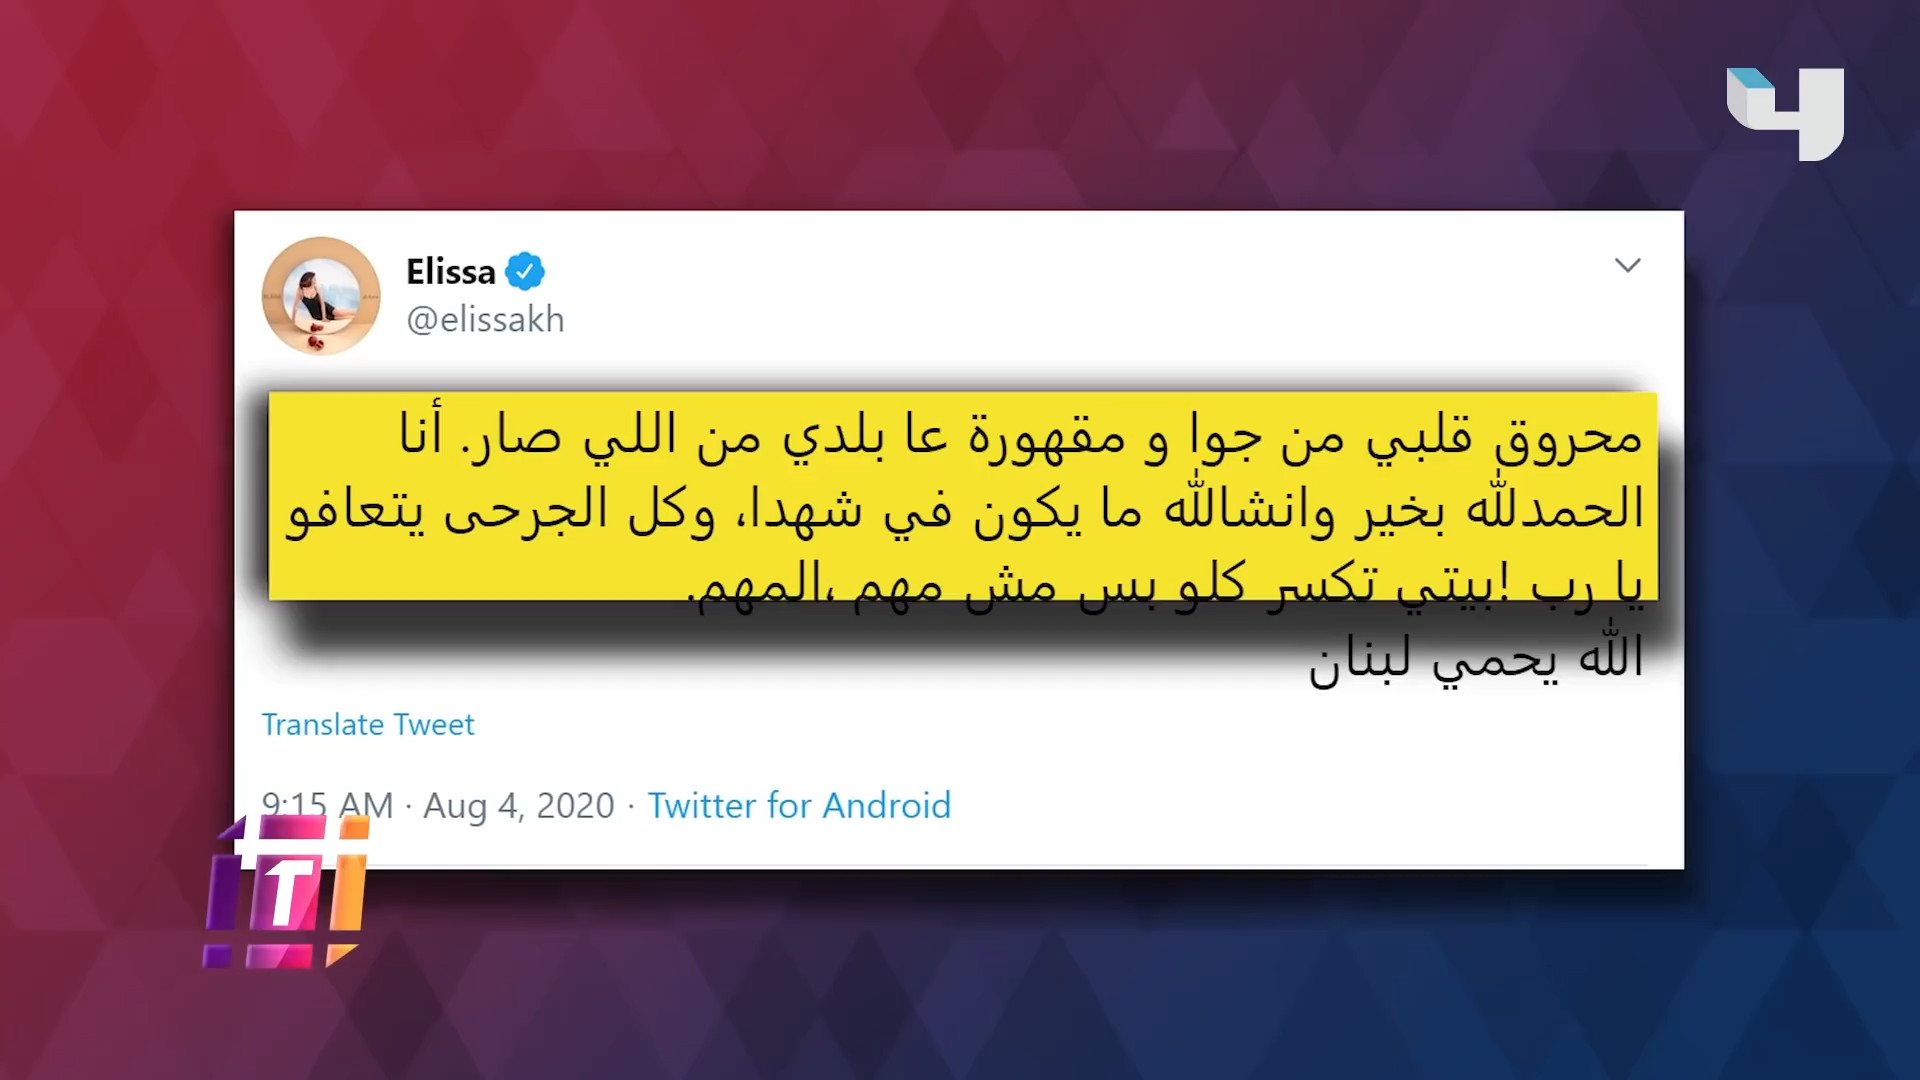 Elissa
@elissakh
محروق قلبي من جوا و مقهورة عا بلدي من اللي صار. أنا
الحمدلله بخير وانشالله ما يكون في شهدا، وكل الجرحى يتعافو
يا رب !بيتي تكسر كلو بس مش مهم ،المهم.
الله يحمي لبنان
Translate Tweet
9:15 AM · Aug 4, 2020 · Twitter for Android
T